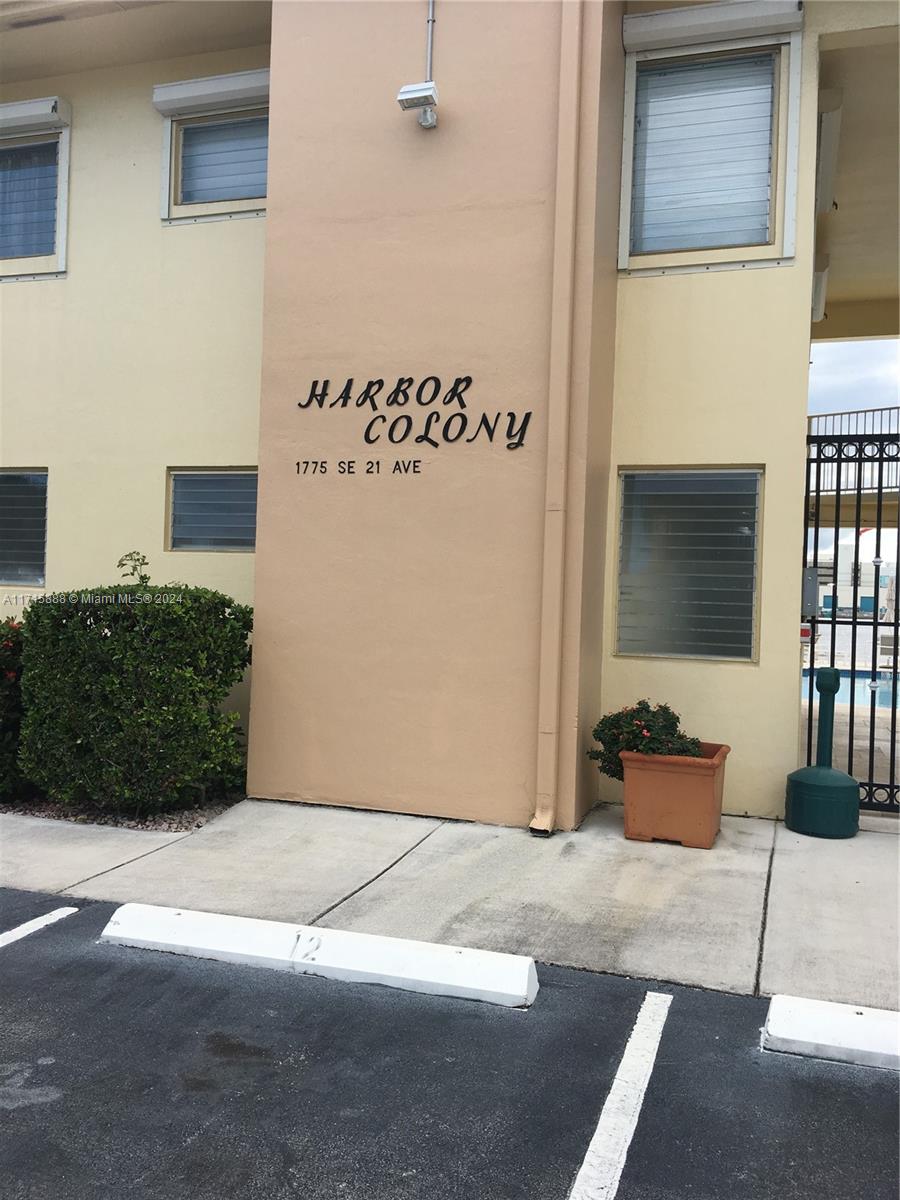 HARBOR
COLONY
1775 SE 21 AVE
A11715888 © Miami MLS® 2024
12